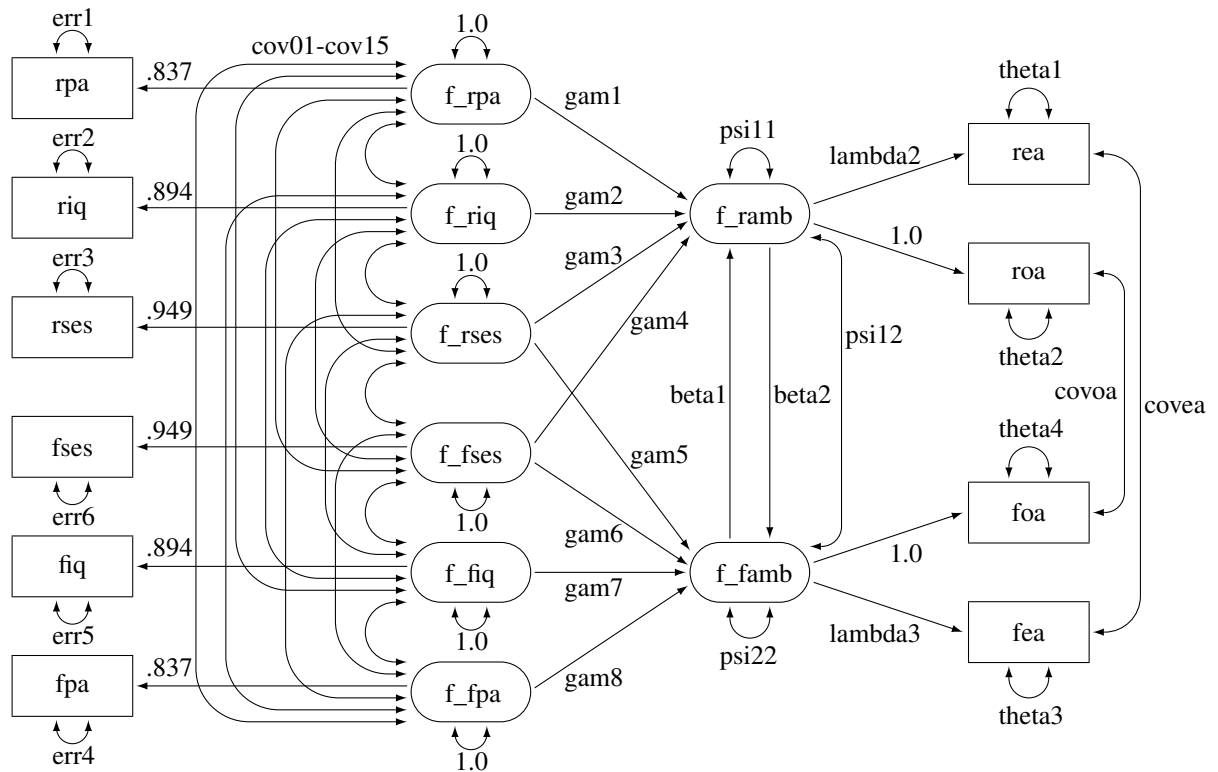 err1
1.0
cov01-cov15
rpa
.837
f_rpa
gam1
theta1
err2
1.0
psi11
rea
lambda2
riq
.894
f_riq
gam2
f_ramb
1.0
err3
1.0
gam3
roa
rses
.949
f_rses
gam4
psi12
theta2
beta1
beta2
covoa
covea
fses
.949
f_fses
gam5
theta4
err6
1.0
gam6
foa
fiq
.894
f_fiq
gam7
f_famb
1.0
err5
1.0
psi22
lambda3
fea
fpa
.837
f_fpa
gam8
theta3
err4
1.0